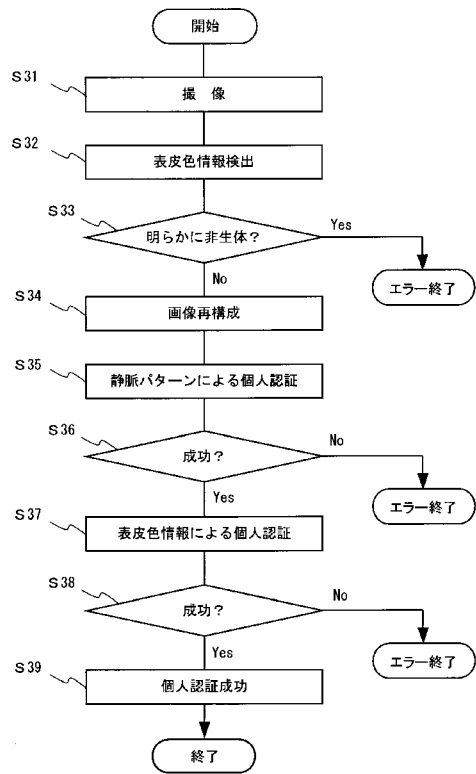 開始
S31
撮 像
S32
表皮色情報検出
S33
明らかに非生体?
Yes
No
エラー終了
S34
画像再構成
S35
静脈パターンによる個人認証
S36
成功?
No
Yes
エラー終了
S37
表皮色情報による個人認証
S38
成功?
No
Yes
エラー終了
S39
個人認証成功
終了